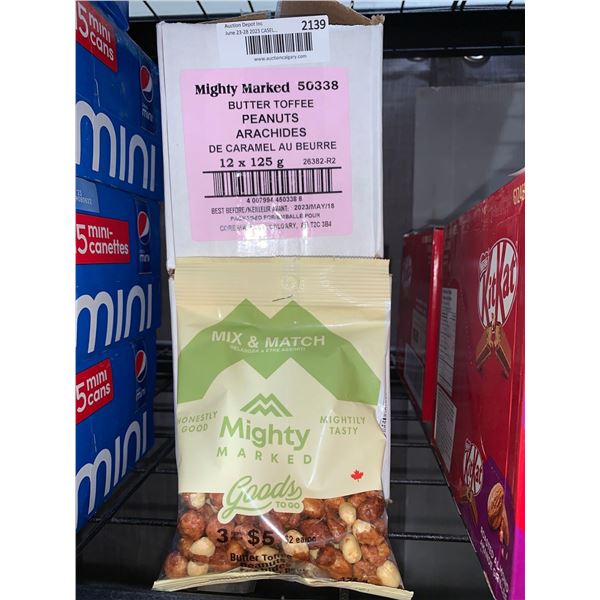 Auction Depot Inc
2139
June 23-28 2023 CASEL...
www.auctioncalgary.com
Mighty Marked 50338
BUTTER TOFFEE
PEANUTS
ARACHIDES
DE CARAMEL AU BEURRE
12 x 125 g 26382-R2
4 007994 450338 8
BEST BEFORE/MEILLEUR AVANT: 2023/MAY/18
PACKAGED FOR/EMBALLÉ POUR
CALGARY, T2C 3B4
MIX & MATCH
HONESTLY
GOOD
MIGHTILY
TASTY
Mighty
MARKED
Goods
TO GO
3 $5
Butter
Peanuts
5 mini
cans
mini
5 mini-
canettes
mini
5 mini
cans
mini
KitKat
KitKat